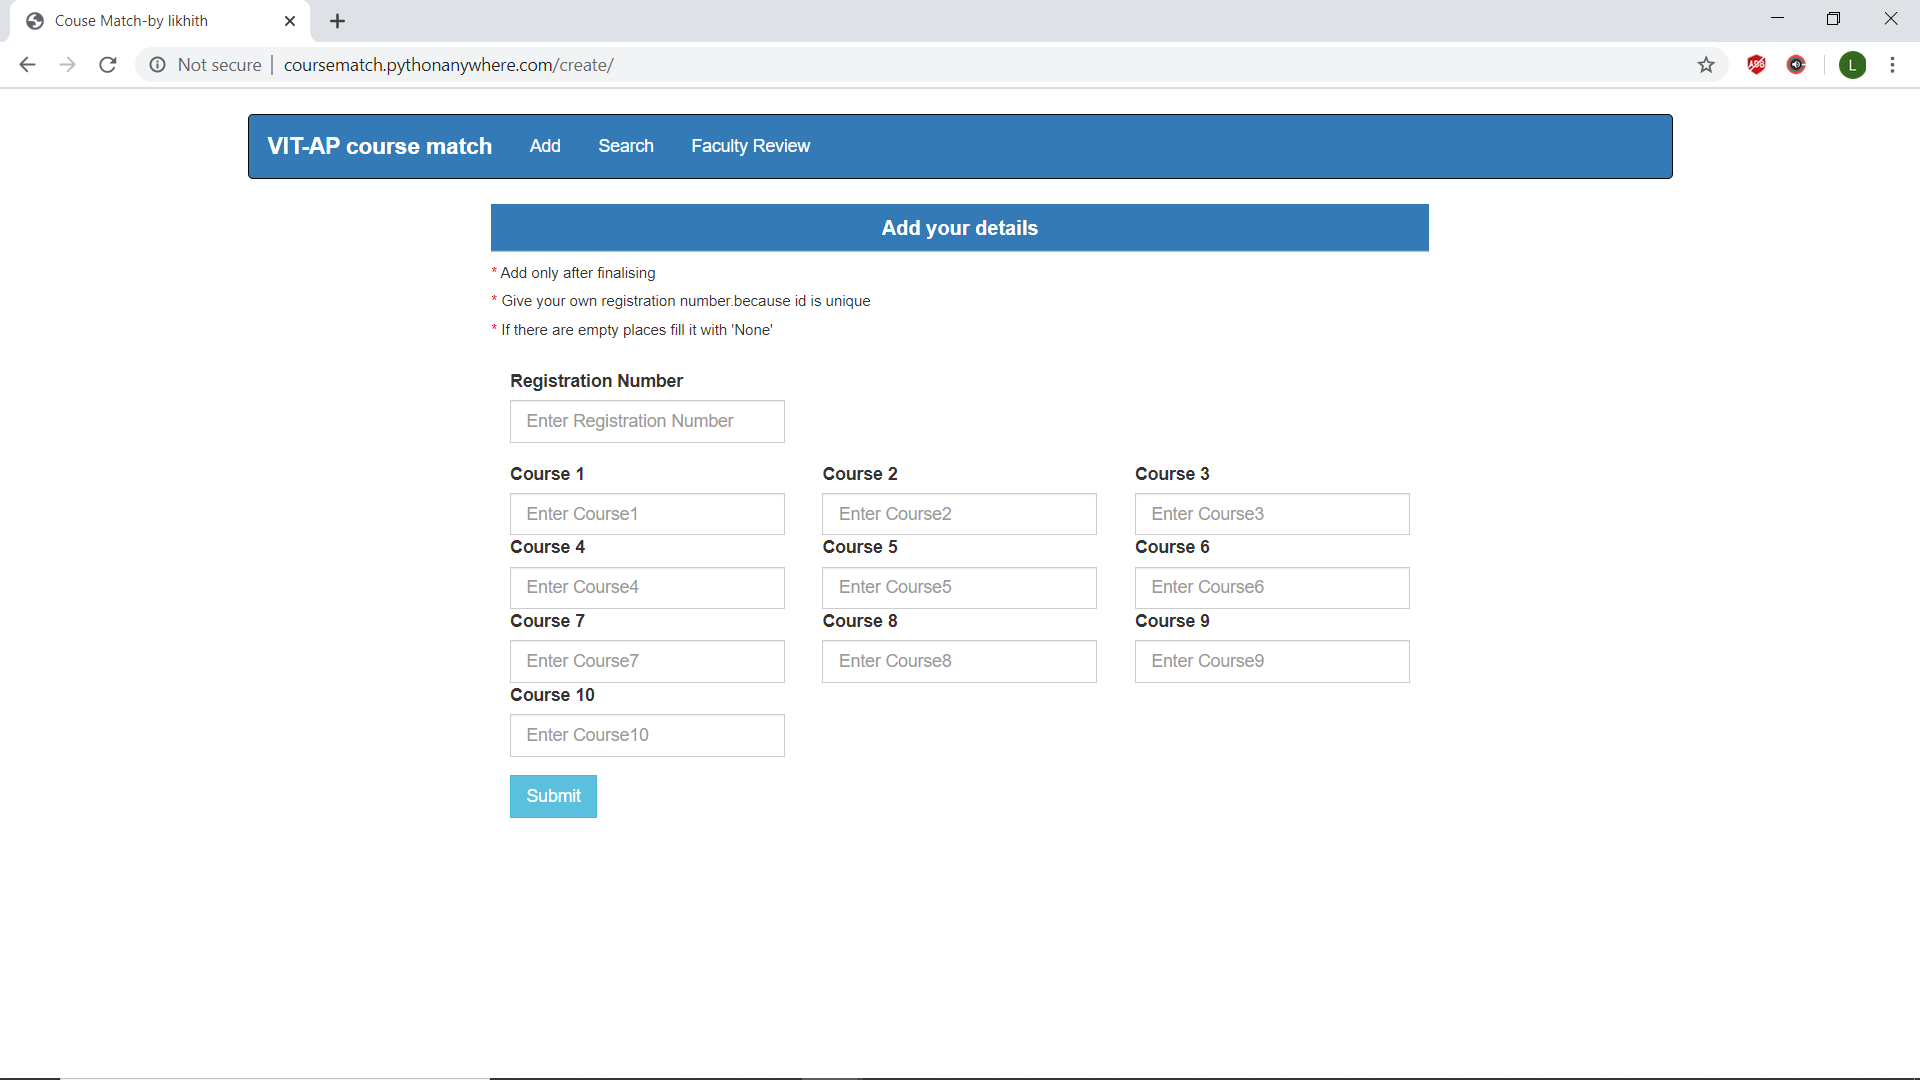 Couse Match-by likhith
Not secure
coursematch.pythonanywhere.com/create/
L
VIT-AP course match Add Search Faculty Review
Add your details
* Add only after finalising
* Give your own registration number.because id is unique
* If there are empty places fill it with 'None'
Registration Number
Enter Registration Number
Course 1 Course 2 Course 3
Enter Course1 Enter Course2 Enter Course3
Course 4 Course 5 Course 6
Enter Course4 Enter Course5 Enter Course6
Course 7 Course 8 Course 9
Enter Course7 Enter Course8 Enter Course9
Course 10
Enter Course10
Submit